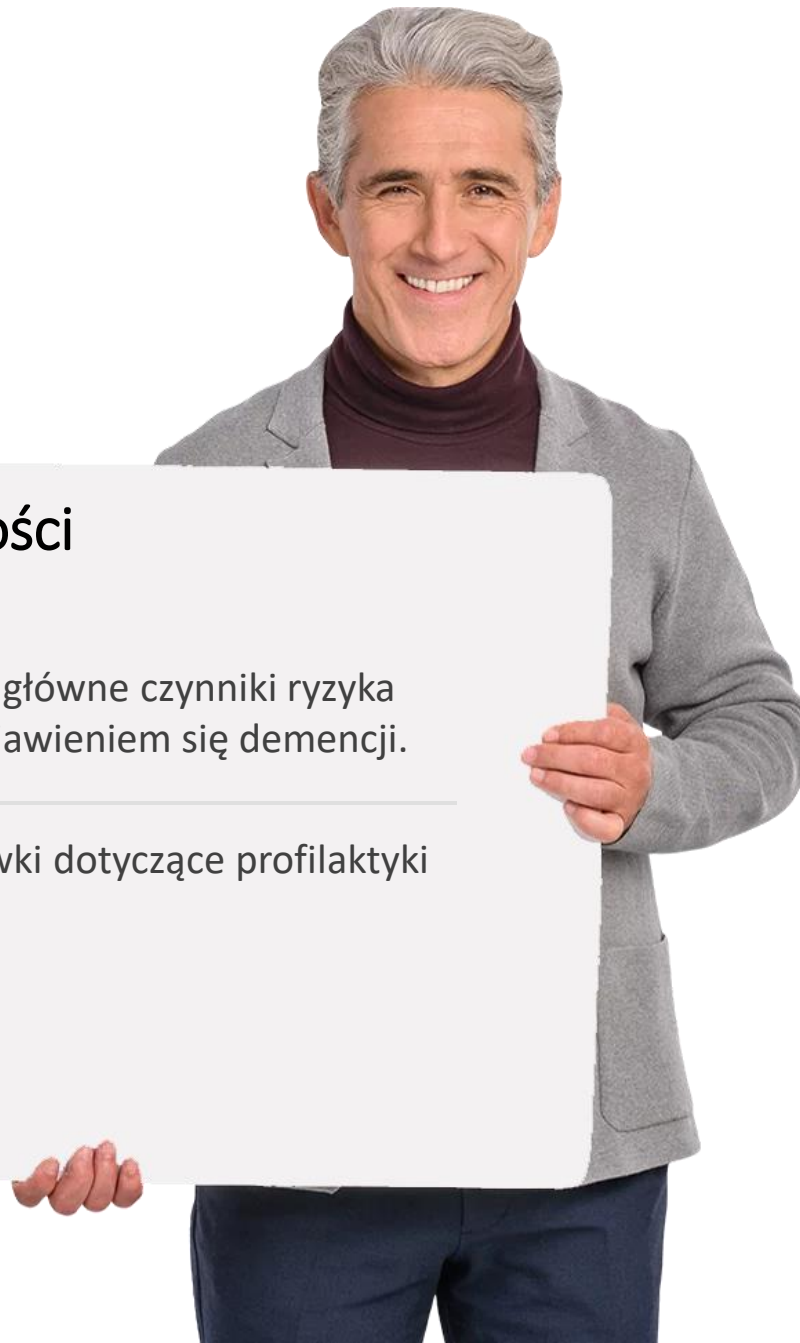 ości
główne czynniki ryzyka
awieniem się demencji.
wki dotyczące profilaktyki